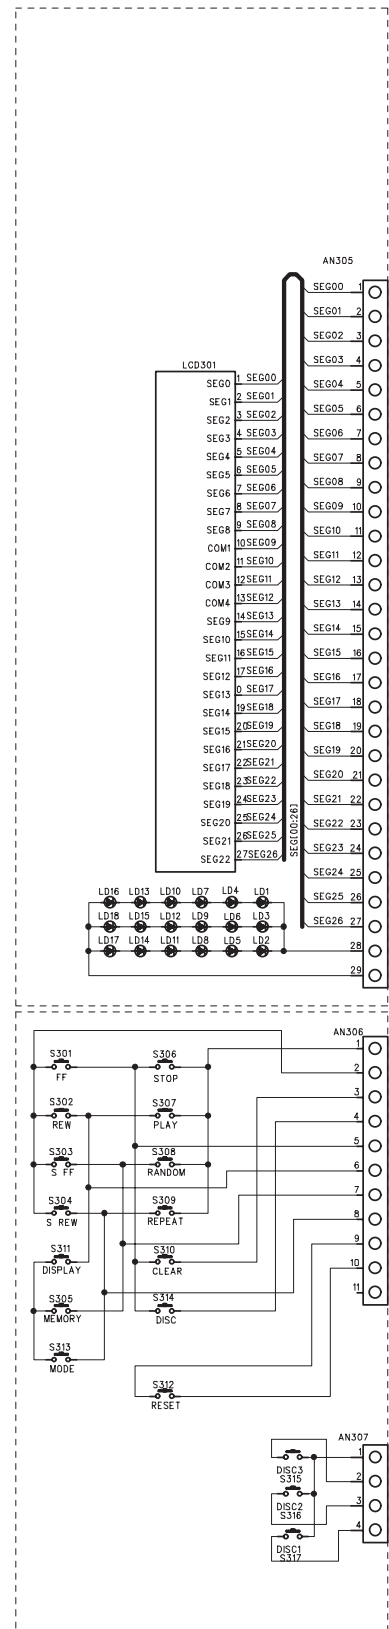 AN305
SEG00 1
SEG01 2
SEG02 3
SEG03 4
SEG04 5
SEG05 6
SEG06 7
SEG07 8
SEG08 9
SEG09 10
SEG10 11
SEG11 12
SEG12 13
SEG13 14
SEG14 15
SEG15 16
SEG16 17
SEG17 18
SEG18 19
SEG19 20
SEG20 21
SEG21 22
SEG22 23
SEG23 24
SEG24 25
SEG25 26
SEG26 27
28
29
LCD301
SEG0 1 SEG00
SEG1 2 SEG01
SEG2 3 SEG02
SEG3 4 SEG03
SEG4 5 SEG04
SEG5 6 SEG05
SEG6 7 SEG06
SEG7 8 SEG07
SEG8 9 SEG08
COM1 10 SEG09
COM2 11 SEG10
COM3 12 SEG11
COM4 13 SEG12
SEG9 14 SEG13
SEG10 15 SEG14
SEG11 16 SEG15
SEG12 17 SEG16
SEG13 0 SEG17
SEG14 19 SEG18
SEG15 20 SEG19
SEG16 21 SEG20
SEG17 22 SEG21
SEG18 23 SEG22
SEG19 24 SEG23
SEG20 25 SEG24
SEG21 26 SEG25
SEG22 27 SEG26
SEG[00:26]
LD16 LD13 LD10 LD7 LD4 LD1
LD18 LD15 LD12 LD9 LD6 LD3
LD17 LD14 LD11 LD8 LD5 LD2
AN306
1
2
3
4
5
6
7
8
9
10
11
S301 S306
FF STOP
S302 S307
REW PLAY
S303 S308
S FF RANDOM
S304 S309
S REW REPEAT
S311 S310
DISPLAY CLEAR
S305 S314
MEMORY DISC
S313
MODE
S312
RESET
AN307
1
2
3
4
DISC3
S315
DISC2
S316
DISC1
S317